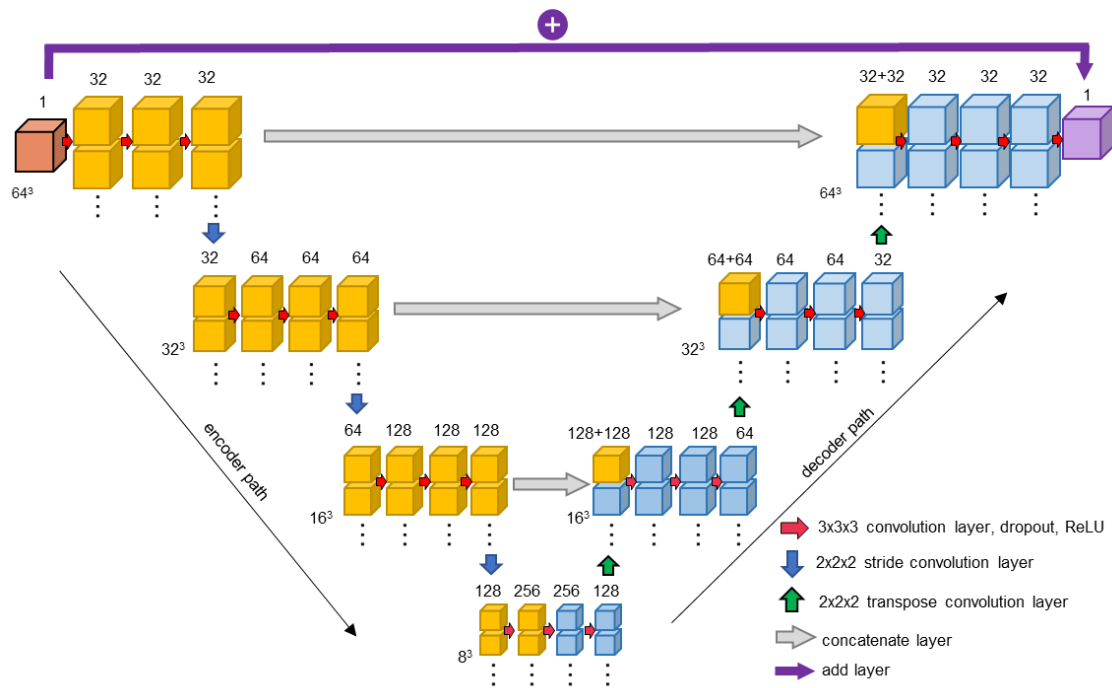 +
32 32 32
1
64³
⋮ ⋮ ⋮
32+32 32 32 32
1
64³
⋮ ⋮ ⋮ ⋮
32 64 64 64
32³
⋮ ⋮ ⋮ ⋮
64+64 64 64 32
32³
⋮ ⋮ ⋮ ⋮
encoder path
decoder path
64 128 128 128
16³
⋮ ⋮ ⋮ ⋮
128+128 128 128 64
16³
⋮ ⋮ ⋮ ⋮
128 256 256 128
8³
⋮ ⋮ ⋮ ⋮
3x3x3 convolution layer, dropout, ReLU
2x2x2 stride convolution layer
2x2x2 transpose convolution layer
concatenate layer
add layer